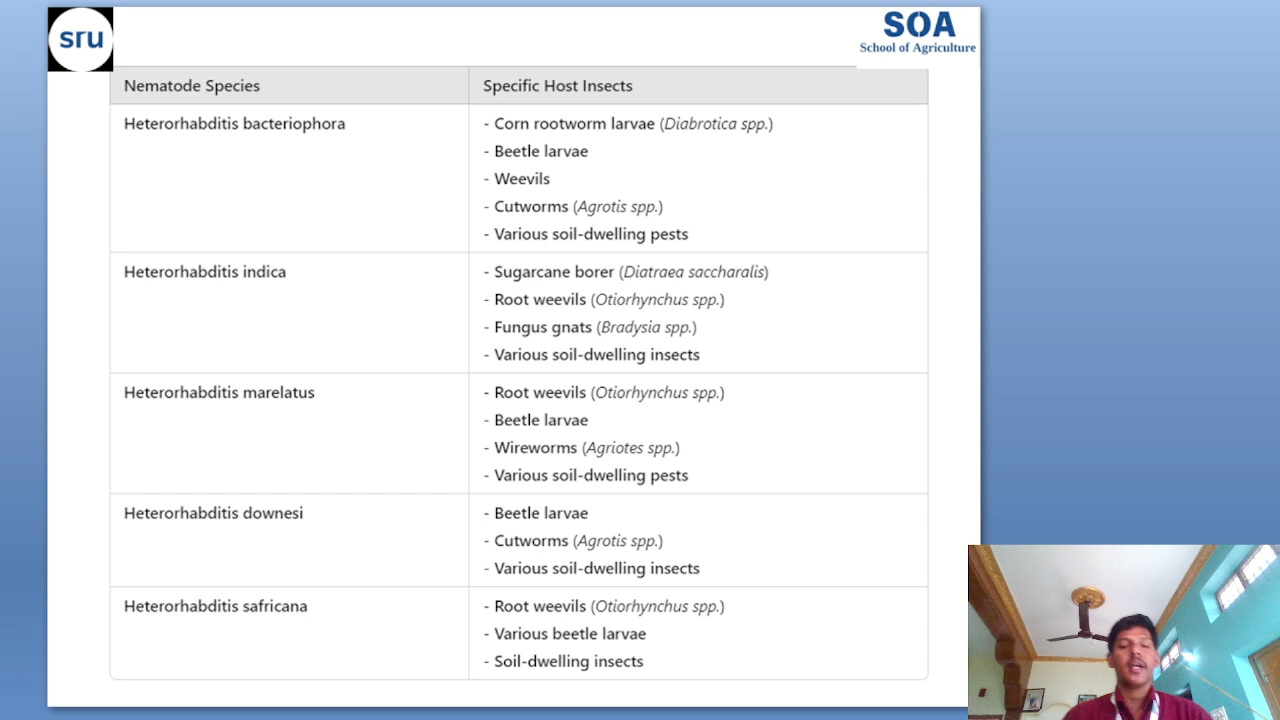 sru
SOA
School of Agriculture
Nematode Species
Specific Host Insects
Heterorhabditis bacteriophora
- Corn rootworm larvae (Diabrotica spp.)
- Beetle larvae
- Weevils
- Cutworms (Agrotis spp.)
- Various soil-dwelling pests
Heterorhabditis indica
- Sugarcane borer (Diatraea saccharalis)
- Root weevils (Otiorhynchus spp.)
- Fungus gnats (Bradysia spp.)
- Various soil-dwelling insects
Heterorhabditis marelatus
- Root weevils (Otiorhynchus spp.)
- Beetle larvae
- Wireworms (Agriotes spp.)
- Various soil-dwelling pests
Heterorhabditis downesi
- Beetle larvae
- Cutworms (Agrotis spp.)
- Various soil-dwelling insects
Heterorhabditis safricana
- Root weevils (Otiorhynchus spp.)
- Various beetle larvae
- Soil-dwelling insects